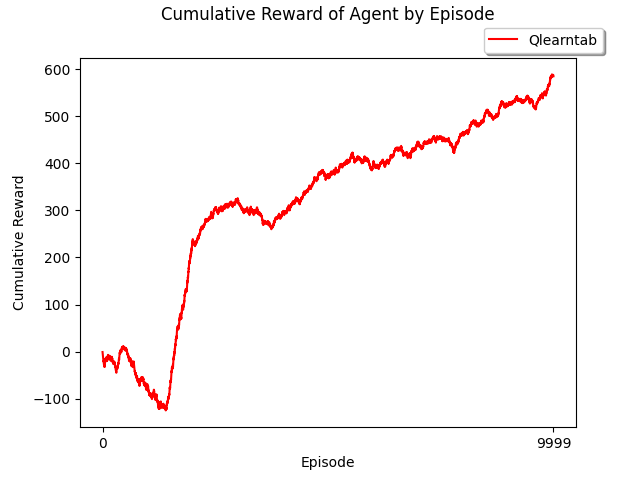 Cumulative Reward of Agent by Episode
Qlearntab
600
500
400
300
200
100
0
−100
Cumulative Reward
0
9999
Episode